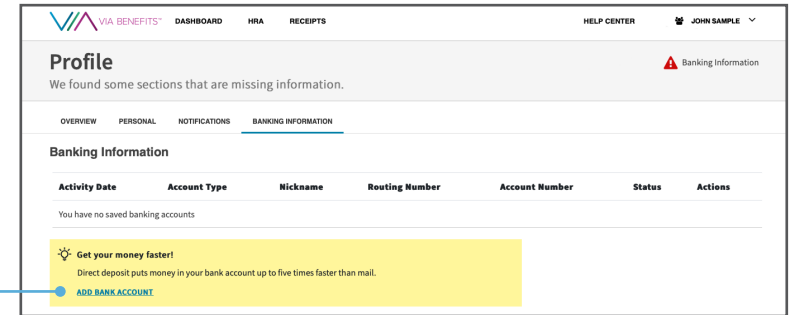 VIA BENEFITS™ DASHBOARD HRA RECEIPTS HELP CENTER JOHN SAMPLE
Profile
Banking Information
We found some sections that are missing information.
OVERVIEW PERSONAL NOTIFICATIONS BANKING INFORMATION
Banking Information
Activity Date Account Type Nickname Routing Number Account Number Status Actions
You have no saved banking accounts
Get your money faster!
Direct deposit puts money in your bank account up to five times faster than mail.
ADD BANK ACCOUNT